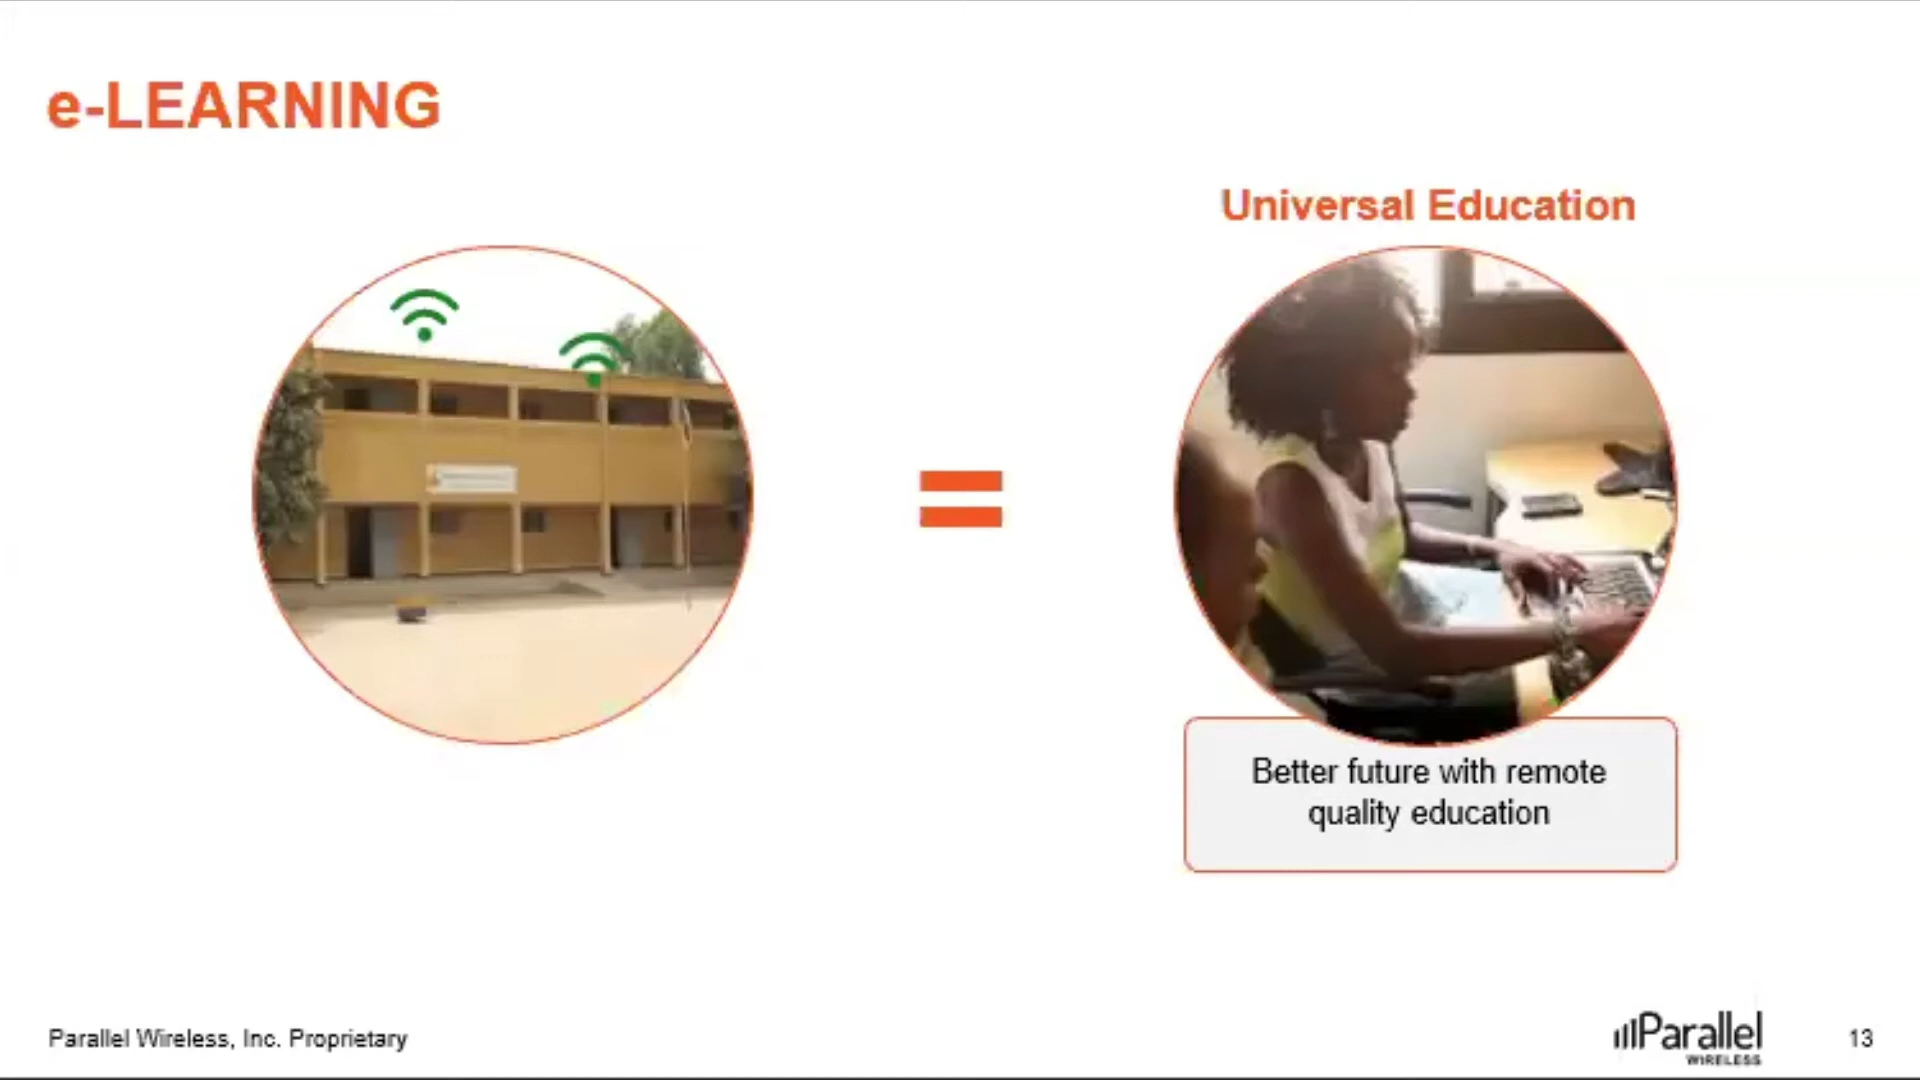 e-LEARNING
Universal Education
Better future with remote
quality education
Parallel Wireless, Inc. Proprietary
Parallel
WIRELESS
13